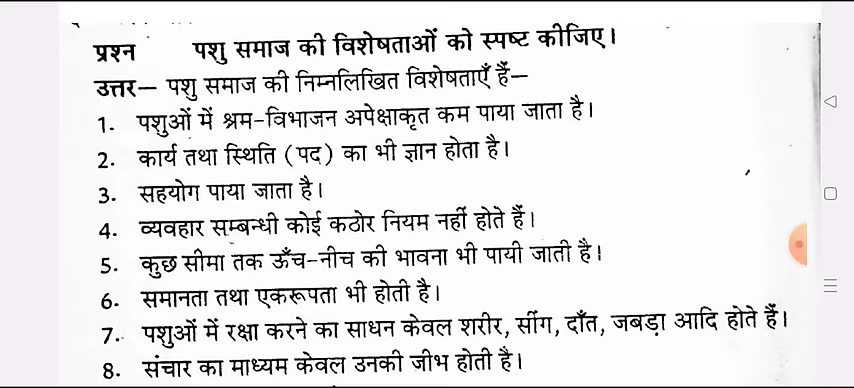 प्रश्न पशु समाज की विशेषताओं को स्पष्ट कीजिए।
उत्तर– पशु समाज की निम्नलिखित विशेषताएँ हैं–
1. पशुओं में श्रम-विभाजन अपेक्षाकृत कम पाया जाता है।
2. कार्य तथा स्थिति (पद) का भी ज्ञान होता है।
3. सहयोग पाया जाता है।
4. व्यवहार सम्बन्धी कोई कठोर नियम नहीं होते हैं।
5. कुछ सीमा तक ऊँच-नीच की भावना भी पायी जाती है।
6. समानता तथा एकरूपता भी होती है।
7. पशुओं में रक्षा करने का साधन केवल शरीर, सींग, दाँत, जबड़ा आदि होते हैं।
8. संचार का माध्यम केवल उनकी जीभ होती है।